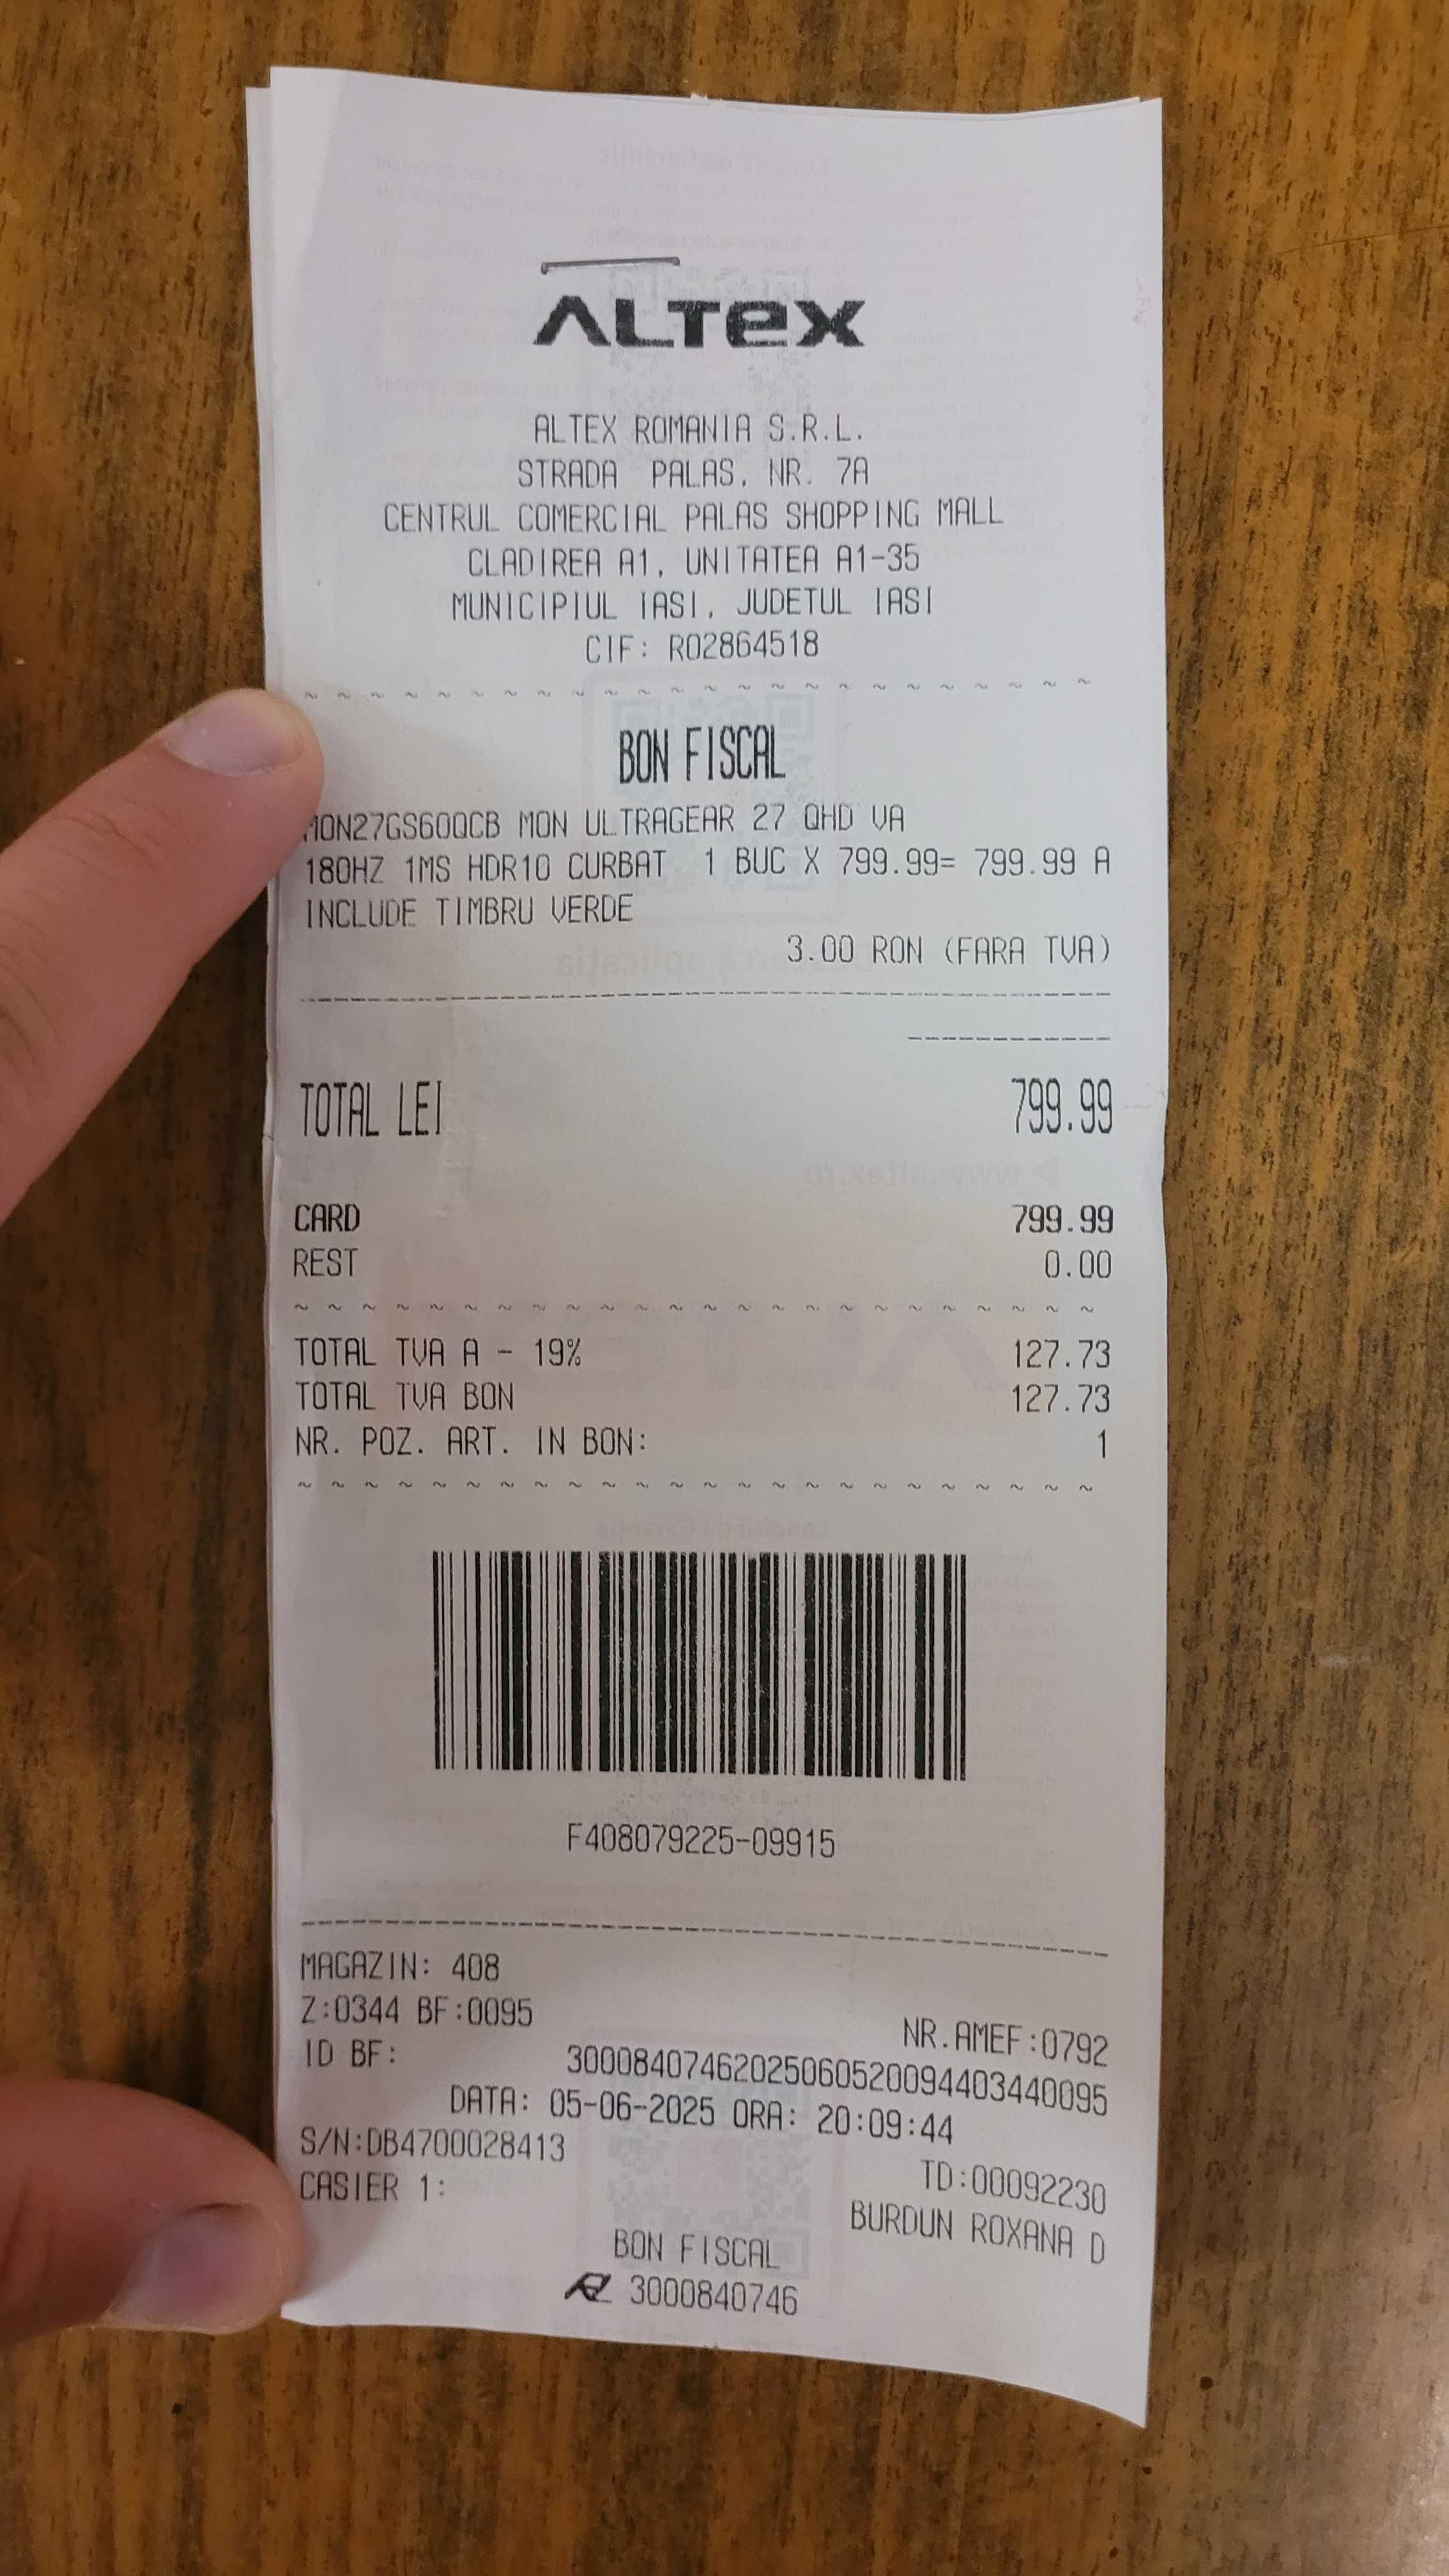 ALTex
ALTEX ROMANIA S.R.L.
STRADA PALAS, NR. 7A
CENTRUL COMERCIAL PALAS SHOPPING MALL
CLADIREA A1, UNITATEA A1-35
MUNICIPIUL IASI, JUDETUL IASI
CIF: RO2864518
BON FISCAL
MON27GS60QCB MON ULTRAGEAR 27 QHD VA
180HZ 1MS HDR10 CURBAT 1 BUC X 799.99= 799.99 A
INCLUDE TIMBRU VERDE
3.00 RON (FARA TVA)
TOTAL LEI 799.99
CARD 799.99
REST 0.00
TOTAL TVA A - 19% 127.73
TOTAL TVA BON 127.73
NR. POZ. ART. IN BON: 1
F408079225-09915
MAGAZIN: 408
Z:0344 BF:0095 NR.AMEF:0792
ID BF: 30008407462025060520094403440095
DATA: 05-06-2025 ORA: 20:09:44
S/N:DB4700028413 TD:00092230
CASIER 1: BURDUN ROXANA D
BON FISCAL
3000840746